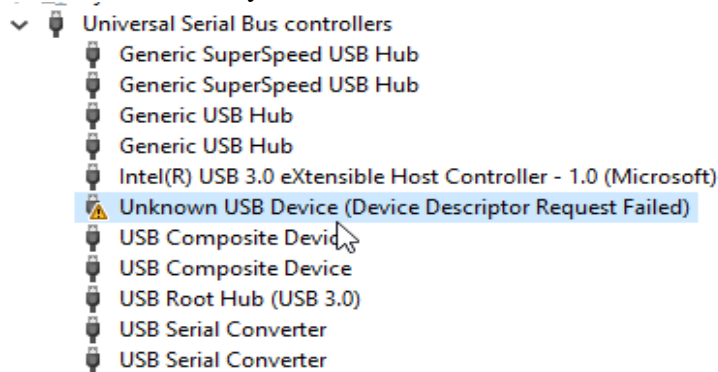 Universal Serial Bus controllers
Generic SuperSpeed USB Hub
Generic SuperSpeed USB Hub
Generic USB Hub
Generic USB Hub
Intel(R) USB 3.0 eXtensible Host Controller - 1.0 (Microsoft)
Unknown USB Device (Device Descriptor Request Failed)
USB Composite Device
USB Composite Device
USB Root Hub (USB 3.0)
USB Serial Converter
USB Serial Converter